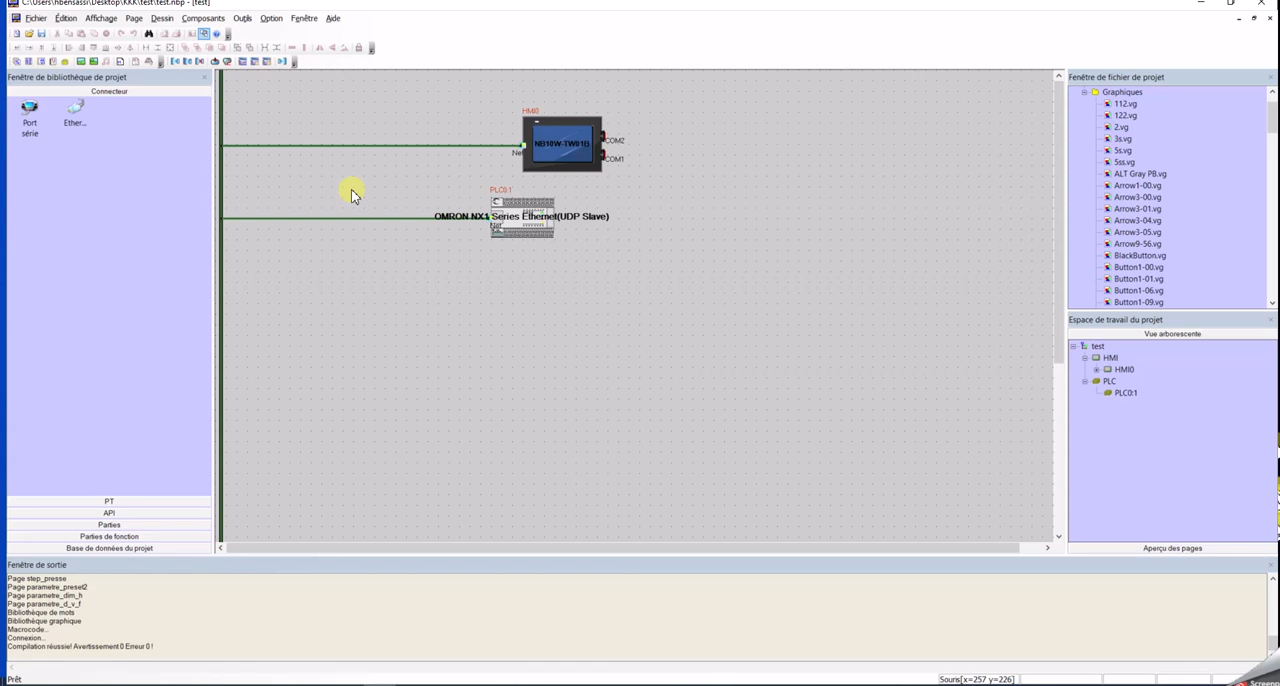 C:\Users\hbensassi\Desktop\KKK\test\test.nbp - [test]
Fichier Édition Affichage Page Dessin Composants Outils Option Fenêtre Aide
Fenêtre de bibliothèque de projet
Connecteur
Port série
Ether...
PT
API
Parties
Parties de fonction
Base de données du projet
HMI0
NB10W-TW01B
COM2
COM1
Net
PLC0:1
OMRON NX1 Series Ethernet(UDP Slave)
Net
Fenêtre de fichier de projet
Graphiques
112.vg
122.vg
2.vg
3s.vg
5s.vg
5ss.vg
ALT Gray PB.vg
Arrow1-00.vg
Arrow3-00.vg
Arrow3-01.vg
Arrow3-04.vg
Arrow3-05.vg
Arrow9-56.vg
BlackButton.vg
Button1-00.vg
Button1-01.vg
Button1-06.vg
Button1-09.vg
Espace de travail du projet
Vue arborescente
test
HMI
HMI0
PLC
PLC0:1
Aperçu des pages
Fenêtre de sortie
Page step_presse
Page parametre_preset2
Page parametre_dim_h
Page parametre_d_v_f
Bibliothèque de mots
Bibliothèque graphique
Macrocode...
Connexion...
Compilation réussie! Avertissement 0 Erreur 0 !
Prêt
Souris[x=257 y=226]